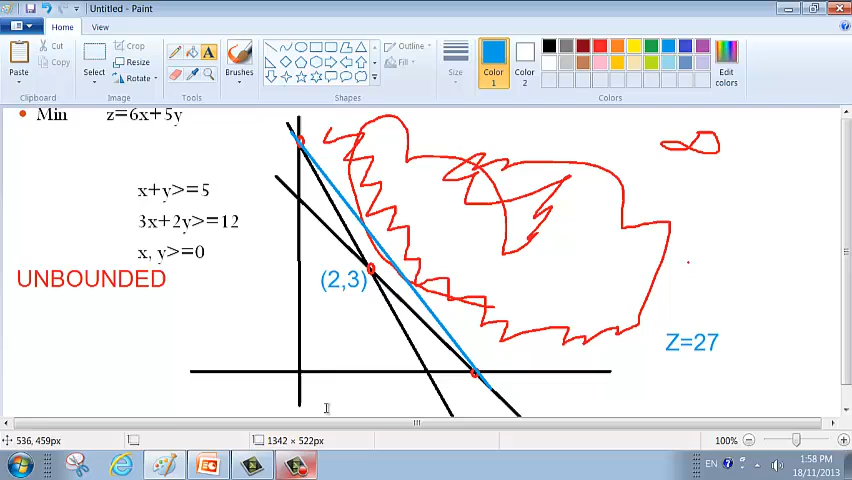 Untitled - Paint
Home View
Cut
Copy
Paste
Clipboard
Select
Crop
Resize
Rotate
Image
A
Tools
Brushes
Outline
Fill
Shapes
Size
Color 1
Color 2
Edit colors
Colors
• Min z=6x+5y
x+y>=5
3x+2y>=12
x, y>=0
UNBOUNDED
(2,3)
∞
Z=27
536, 459px
1342 × 522px
100%
EN
1:58 PM
18/11/2013